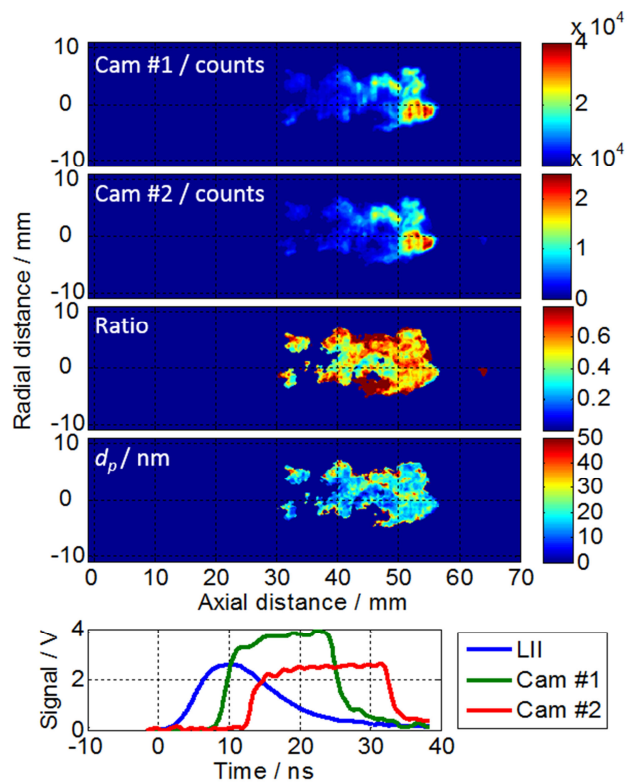 x 10^4
10
0
-10
Cam #1 / counts
4
2
0
x 10^4
10
0
-10
Cam #2 / counts
2
1
0
10
0
-10
Ratio
0.6
0.4
0.2
0
10
0
-10
d_p / nm
50
40
30
20
10
0
Radial distance / mm
0 10 20 30 40 50 60 70
Axial distance / mm
4
2
0
Signal / V
-10 0 10 20 30 40
Time / ns
LII
Cam #1
Cam #2